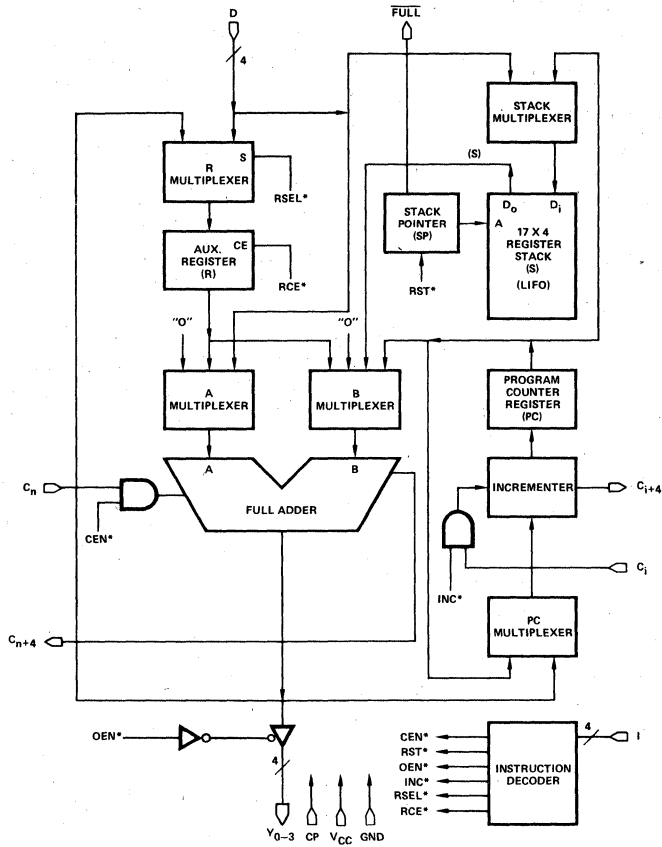 D
FULL
4
STACK
MULTIPLEXER
(S)
S
R
MULTIPLEXER
RSEL*
Do
Di
A
17 X 4
REGISTER
STACK
(S)
(LIFO)
STACK
POINTER
(SP)
RST*
CE
AUX.
REGISTER
(R)
RCE*
"O"
"O"
A
MULTIPLEXER
B
MULTIPLEXER
PROGRAM
COUNTER
REGISTER
(PC)
A
B
FULL ADDER
Cn
CEN*
INCREMENTER
Ci+4
Ci
INC*
PC
MULTIPLEXER
Cn+4
OEN*
4
Y0–3
CP
VCC
GND
CEN*
RST*
OEN*
INC*
RSEL*
RCE*
INSTRUCTION
DECODER
4
I